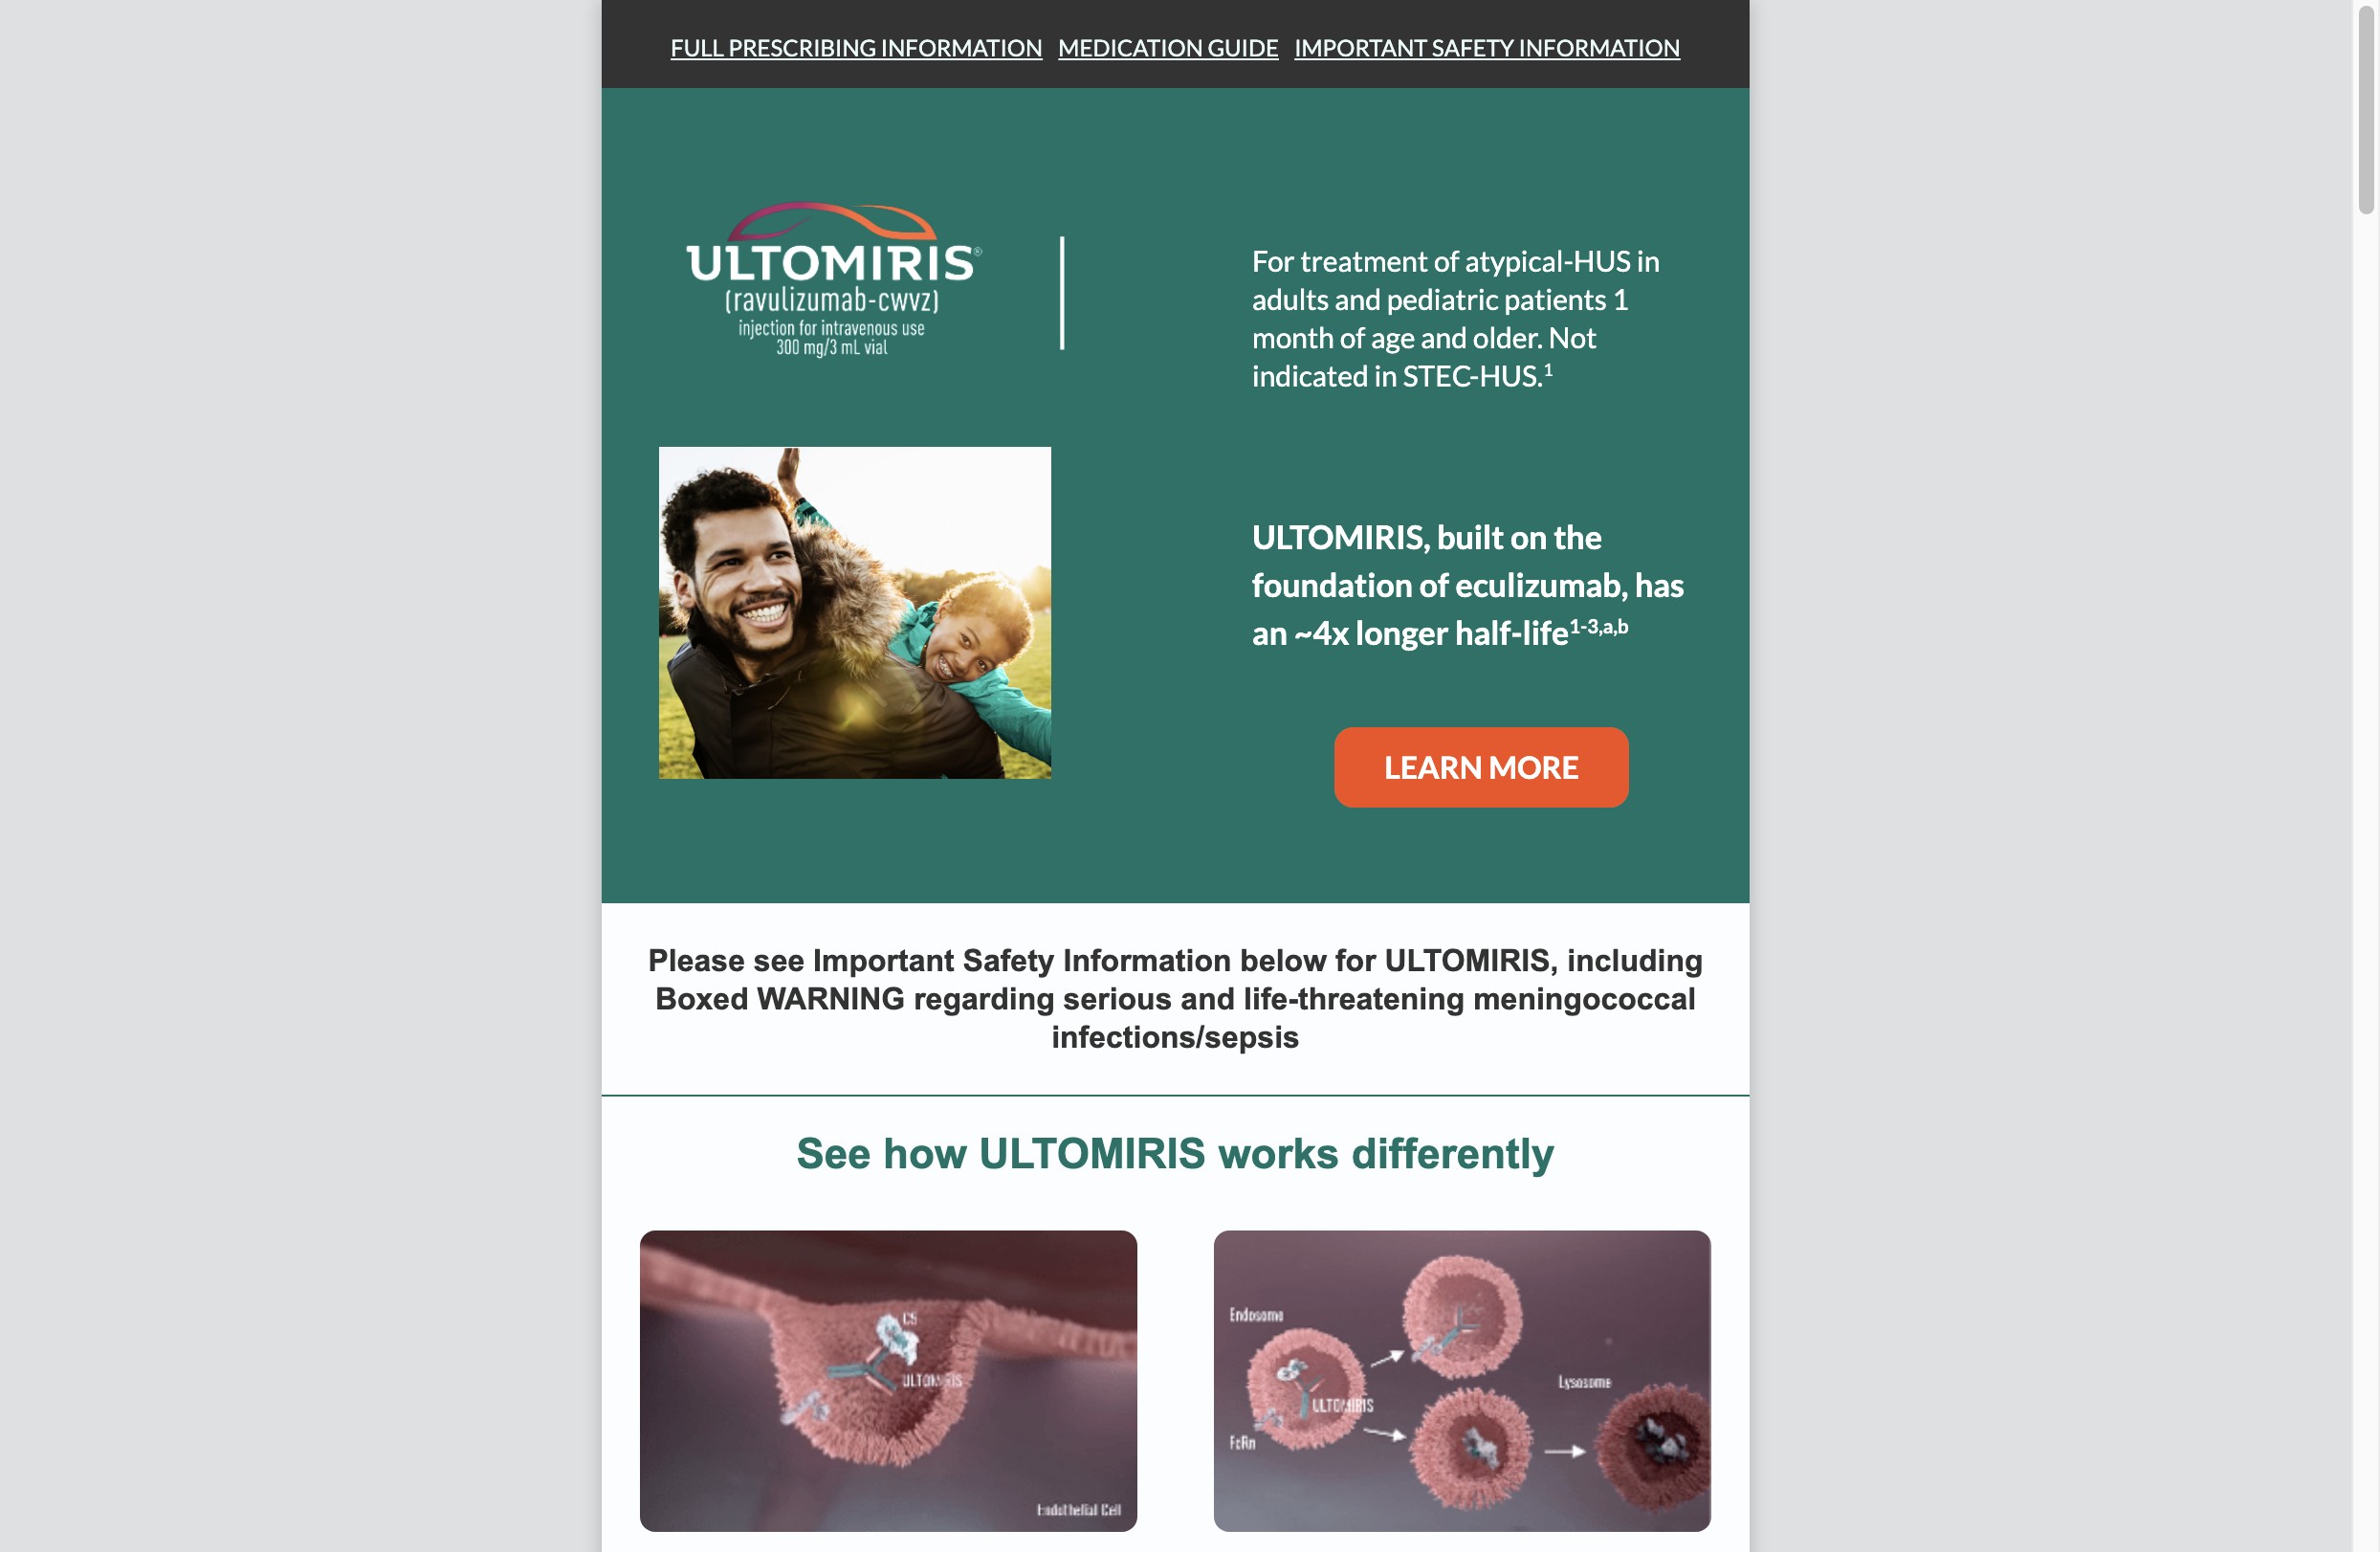 FULL PRESCRIBING INFORMATION MEDICATION GUIDE IMPORTANT SAFETY INFORMATION
ULTOMIRIS®
(ravulizumab-cwvz)
injection for intravenous use
300 mg/3 mL vial
For treatment of atypical-HUS in
adults and pediatric patients 1
month of age and older. Not
indicated in STEC-HUS.¹
ULTOMIRIS, built on the
foundation of eculizumab, has
an ~4x longer half-life¹⁻³,ᵃ,ᵇ
LEARN MORE
Please see Important Safety Information below for ULTOMIRIS, including
Boxed WARNING regarding serious and life-threatening meningococcal
infections/sepsis
See how ULTOMIRIS works differently
C5
ULTOMIRIS
Endothelial Cell
Endosome
ULTOMIRIS
FcRn
Lysosome